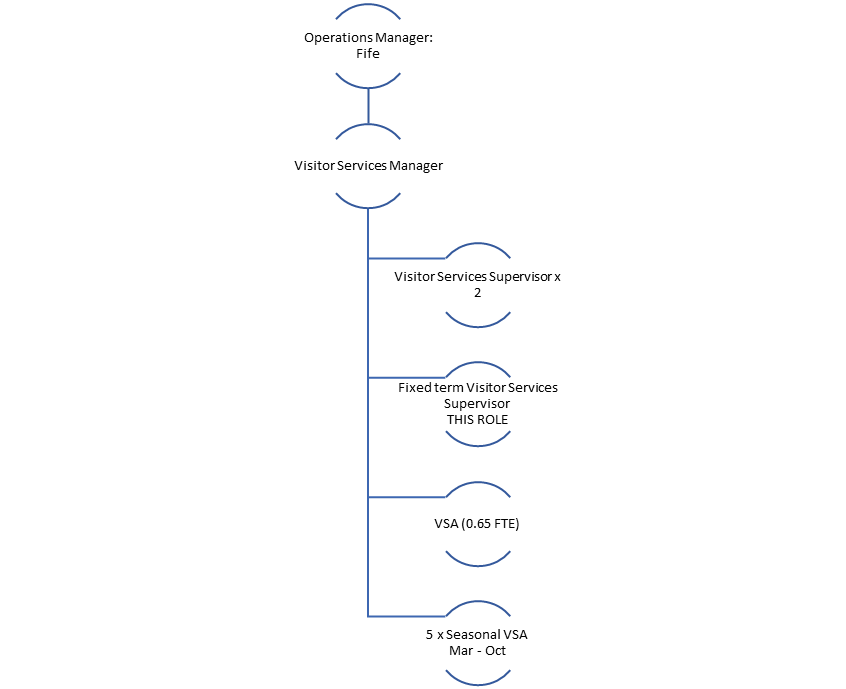 Operations Manager:
Fife
Visitor Services Manager
Visitor Services Supervisor x
2
Fixed term Visitor Services
Supervisor
THIS ROLE
VSA (0.65 FTE)
5 x Seasonal VSA
Mar - Oct